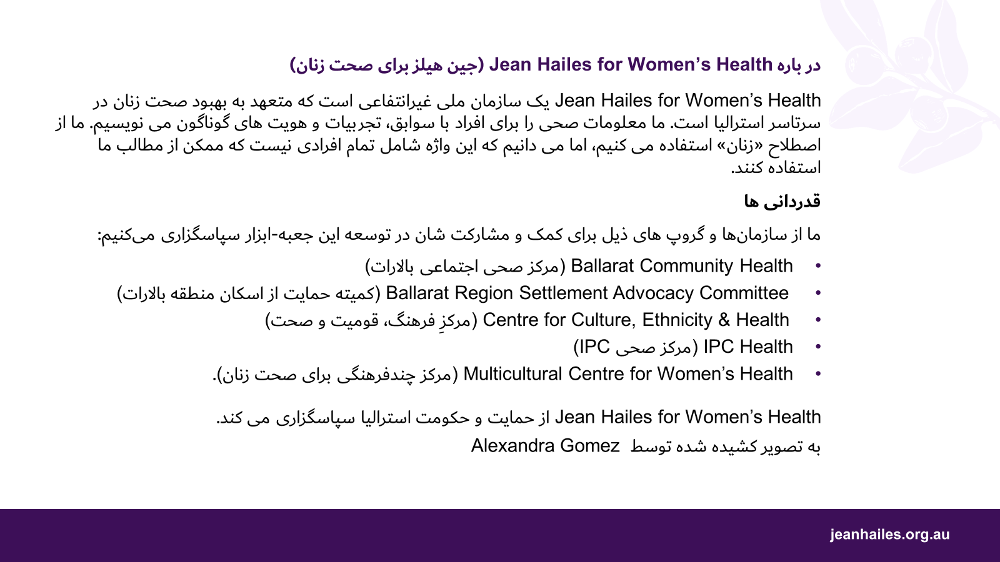 در باره Jean Hailes for Women’s Health (جین هیلز برای صحت زنان)
Jean Hailes for Women’s Health یک سازمان ملی غیرانتفاعی است که متعهد به بهبود صحت زنان در
سرتاسر استرالیا است. ما معلومات صحی را برای افراد با سوابق، تجربیات و هویت های گوناگون می نویسیم. ما از
اصطلاح «زنان» استفاده می کنیم، اما می دانیم که این واژه شامل تمام افرادی نیست که ممکن از مطالب ما
استفاده کنند.
قدردانی ها
ما از سازمان‌ها و گروپ های ذیل برای کمک و مشارکت شان در توسعه این جعبه-ابزار سپاسگزاری می‌کنیم:
• Ballarat Community Health (مرکز صحی اجتماعی بالارات)
• Ballarat Region Settlement Advocacy Committee (کمیته حمایت از اسکان منطقه بالارات)
• Centre for Culture, Ethnicity & Health (مرکزِ فرهنگ، قومیت و صحت)
• IPC Health (مرکز صحی IPC)
• Multicultural Centre for Women’s Health (مرکز چندفرهنگی برای صحت زنان).
Jean Hailes for Women’s Health از حمایت و حکومت استرالیا سپاسگزاری می کند.
به تصویر کشیده شده توسط Alexandra Gomez
jeanhailes.org.au